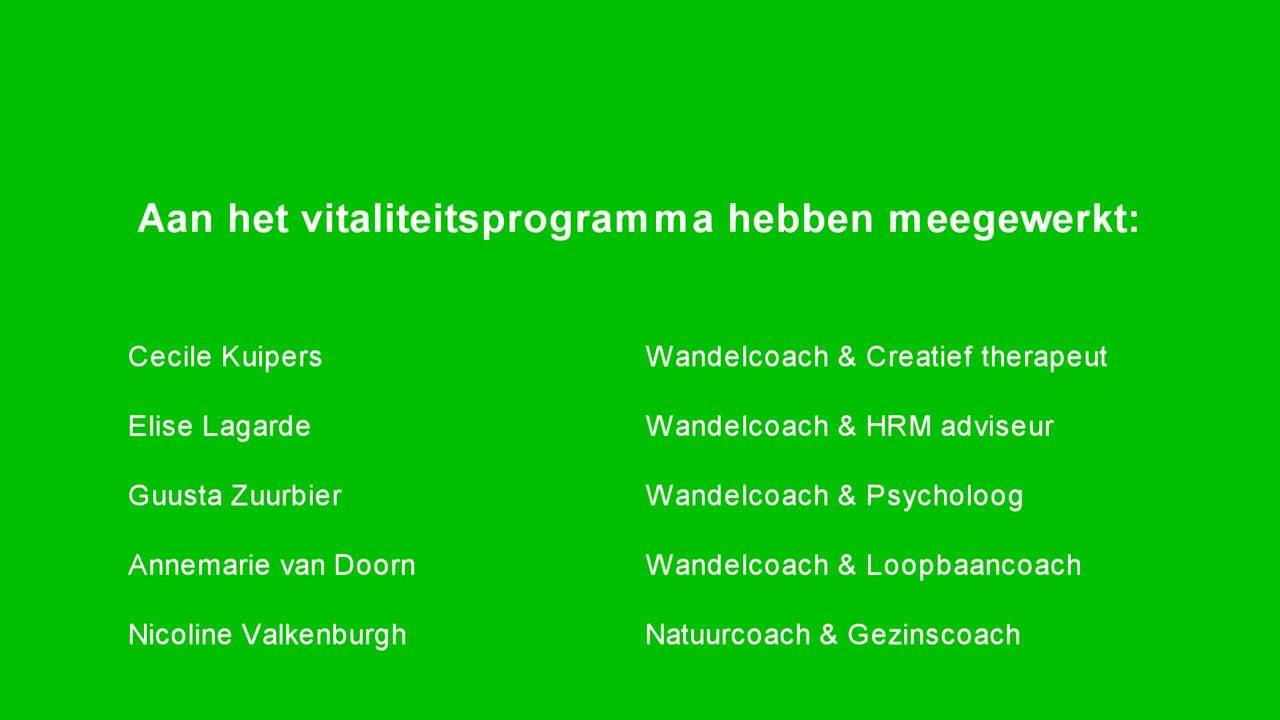 Aan het vitaliteitsprogramma hebben meegewerkt:
Cecile Kuipers Wandelcoach & Creatief therapeut
Elise Lagarde Wandelcoach & HRM adviseur
Guusta Zuurbier Wandelcoach & Psycholoog
Annemarie van Doorn Wandelcoach & Loopbaancoach
Nicoline Valkenburgh Natuurcoach & Gezinscoach